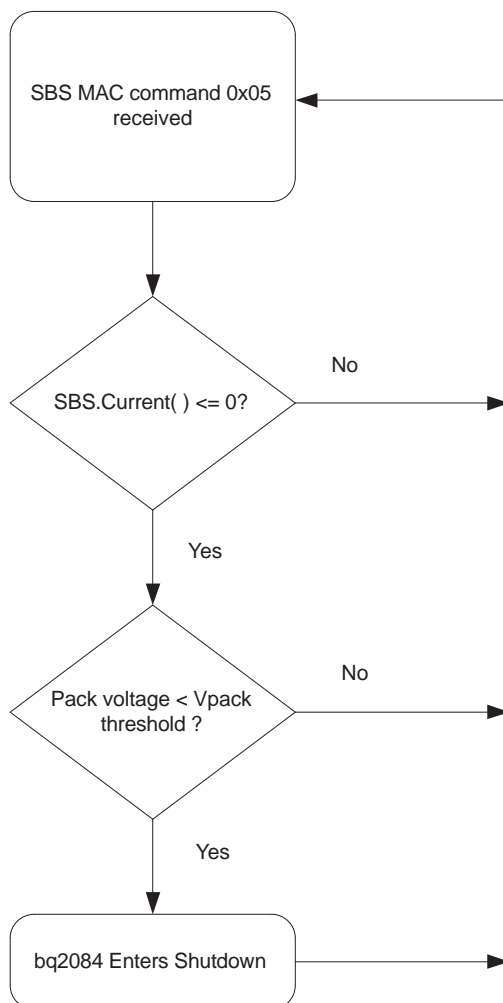 SBS MAC command 0x05
received
No
SBS.Current( ) <= 0?
Yes
No
Pack voltage < Vpack
threshold ?
Yes
bq2084 Enters Shutdown